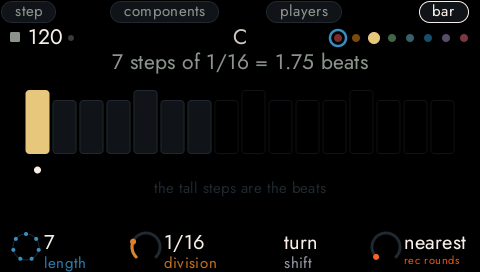 step components players bar
120 C
7 steps of 1/16 = 1.75 beats
the tall steps are the beats
7 1/16 turn nearest
length division shift rec rounds